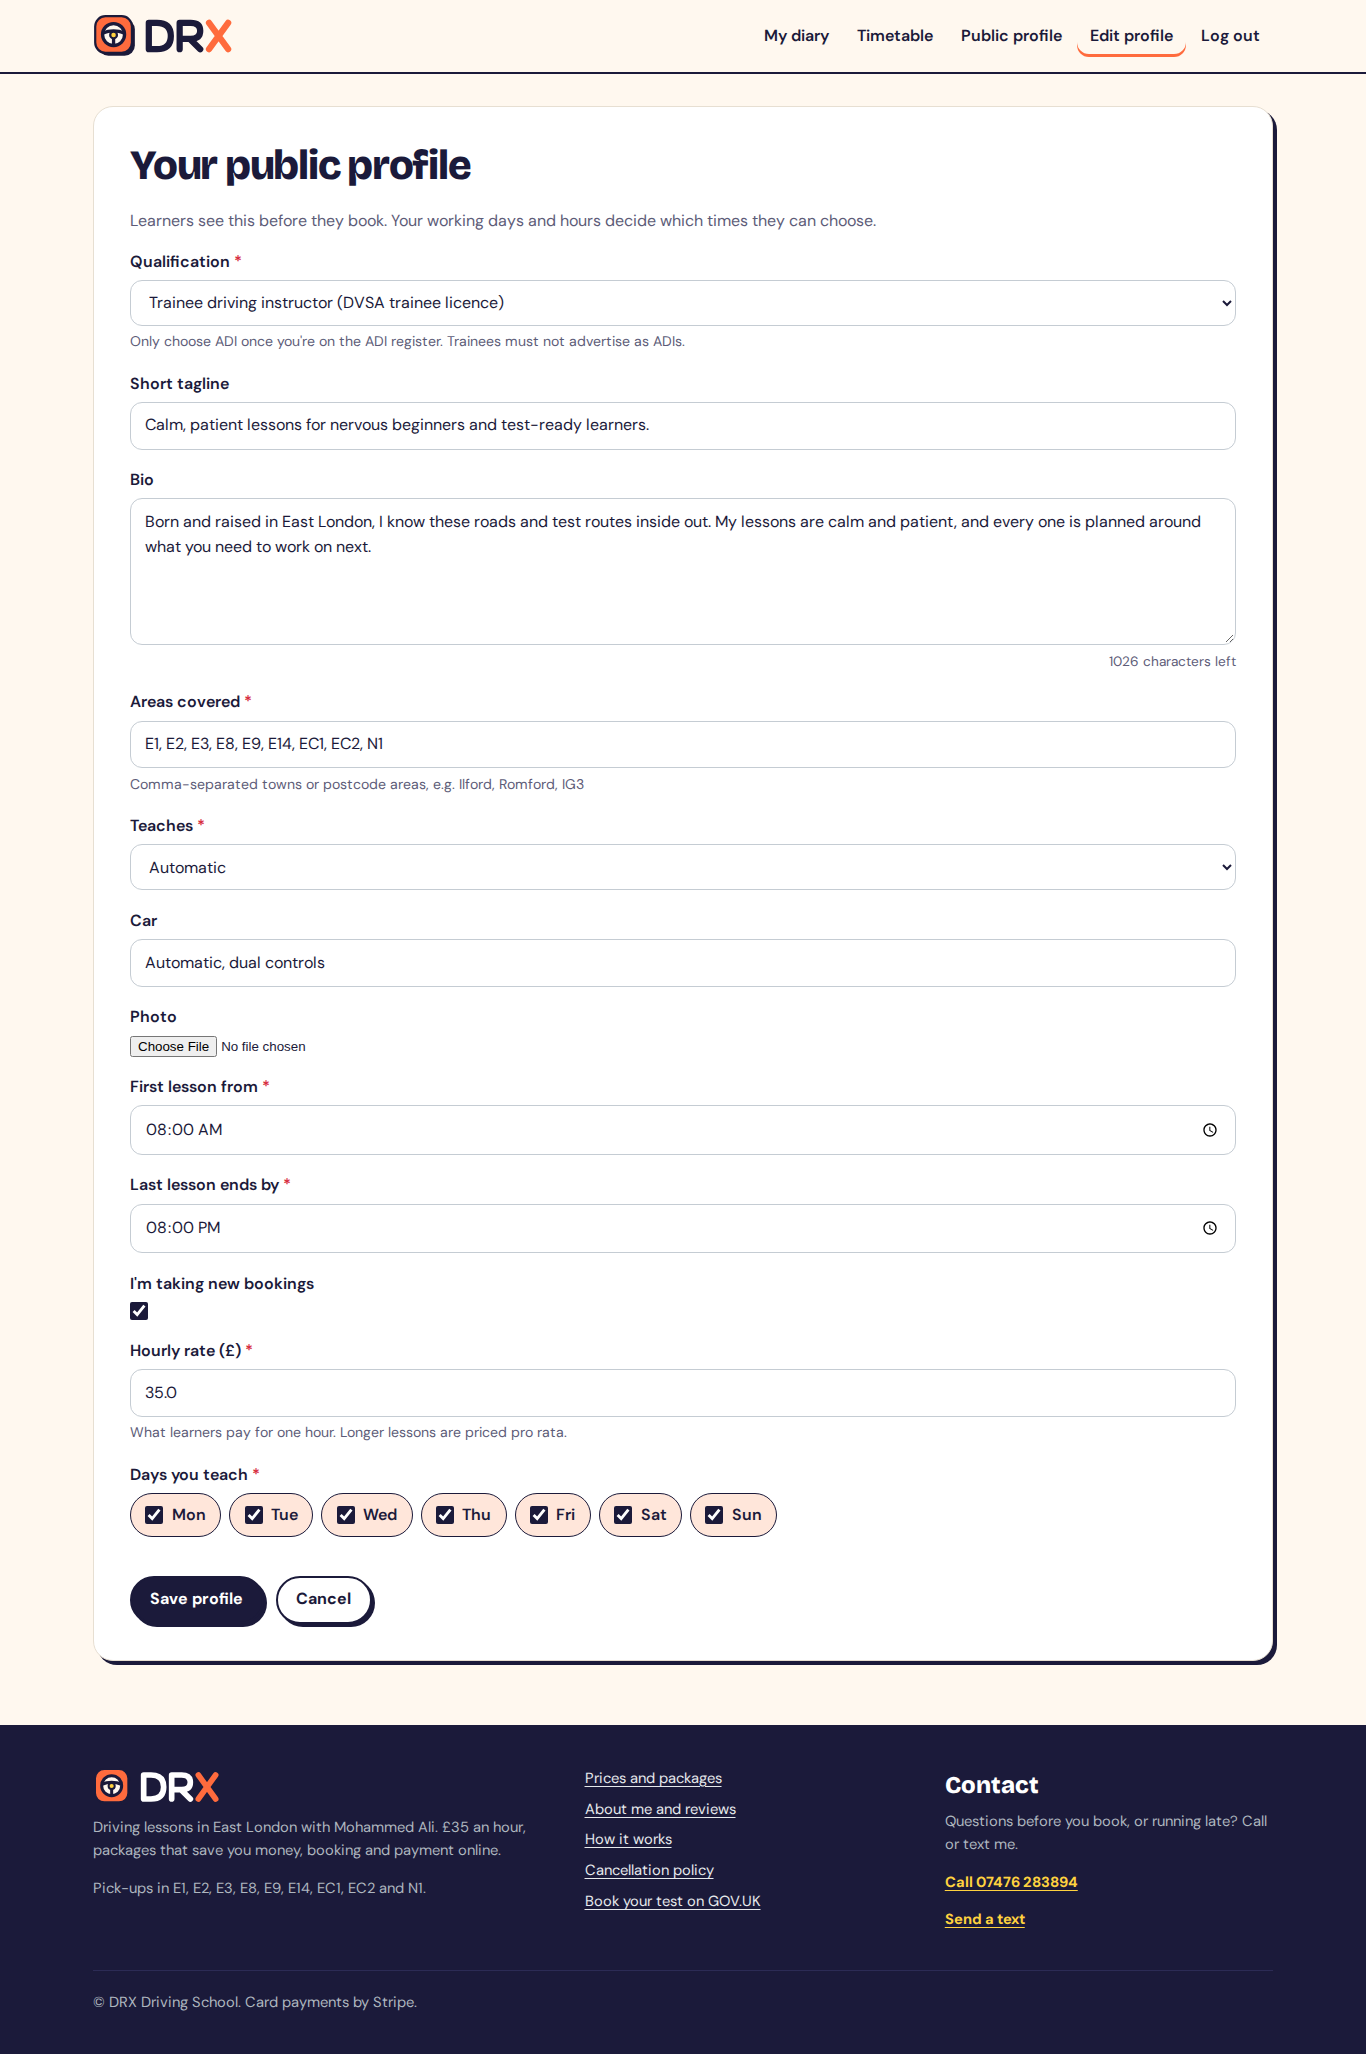 DRX
My diary
Timetable
Public profile
Edit profile
Log out
Your public profile
Learners see this before they book. Your working days and hours decide which times they can choose.
Qualification *
Trainee driving instructor (DVSA trainee licence)
Only choose ADI once you're on the ADI register. Trainees must not advertise as ADIs.
Short tagline
Calm, patient lessons for nervous beginners and test-ready learners.
Bio
Born and raised in East London, I know these roads and test routes inside out. My lessons are calm and patient, and every one is planned around
what you need to work on next.
1026 characters left
Areas covered *
E1, E2, E3, E8, E9, E14, EC1, EC2, N1
Comma-separated towns or postcode areas, e.g. Ilford, Romford, IG3
Teaches *
Automatic
Car
Automatic, dual controls
Photo
Choose File No file chosen
First lesson from *
08:00 AM
Last lesson ends by *
08:00 PM
I'm taking new bookings
Hourly rate (£) *
35.0
What learners pay for one hour. Longer lessons are priced pro rata.
Days you teach *
Mon
Tue
Wed
Thu
Fri
Sat
Sun
Save profile
Cancel
DRX
Driving lessons in East London with Mohammed Ali. £35 an hour,
packages that save you money, booking and payment online.
Pick-ups in E1, E2, E3, E8, E9, E14, EC1, EC2 and N1.
Prices and packages
About me and reviews
How it works
Cancellation policy
Book your test on GOV.UK
Contact
Questions before you book, or running late? Call
or text me.
Call 07476 283894
Send a text
© DRX Driving School. Card payments by Stripe.